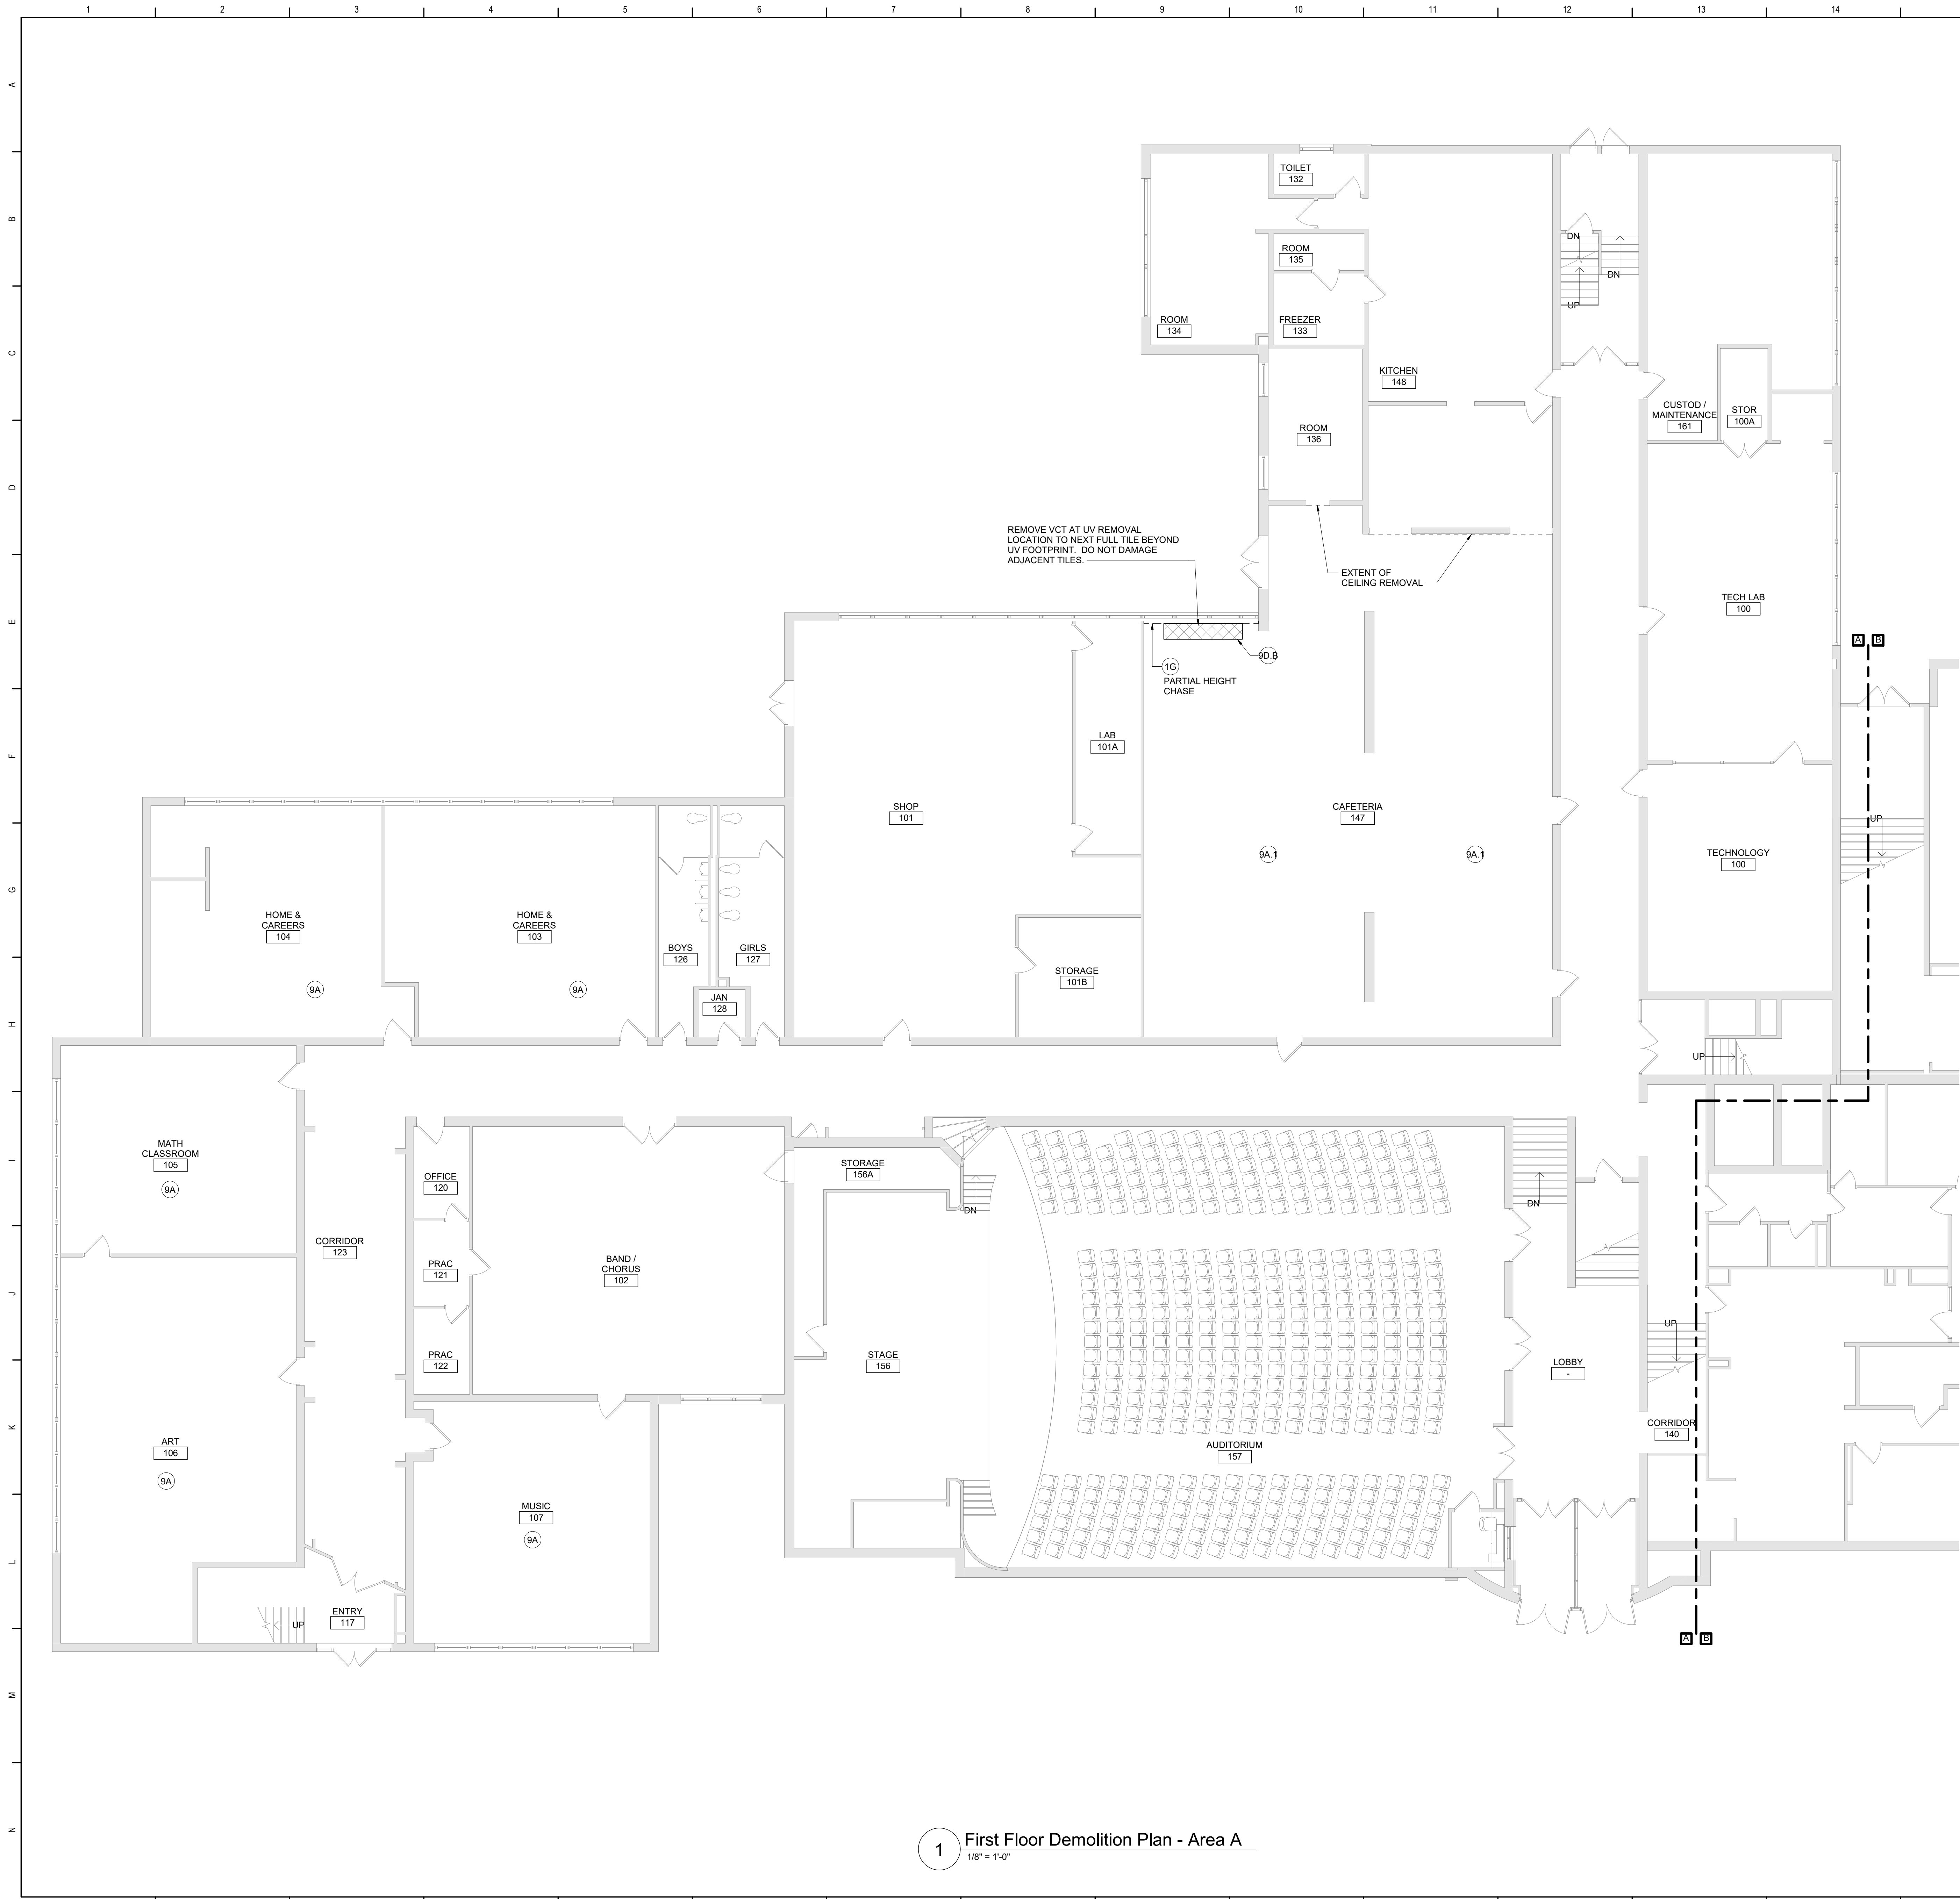 1 2 3 4 5 6 7 8 9 10 11 12 13 14
A
B
C
D
E
F
G
H
I
J
K
L
M
N
TOILET
132
ROOM
135
DN
DN
UP
ROOM
134
FREEZER
133
KITCHEN
148
CUSTOD /
MAINTENANCE
161
STOR
100A
ROOM
136
REMOVE VCT AT UV REMOVAL
LOCATION TO NEXT FULL TILE BEYOND
UV FOOTPRINT. DO NOT DAMAGE
ADJACENT TILES.
EXTENT OF
CEILING REMOVAL
TECH LAB
100
A B
9D.B
1G
PARTIAL HEIGHT
CHASE
LAB
101A
SHOP
101
CAFETERIA
147
UP
9A.1
9A.1
TECHNOLOGY
100
HOME &
CAREERS
104
HOME &
CAREERS
103
BOYS
126
GIRLS
127
STORAGE
101B
9A
9A
JAN
128
UP
MATH
CLASSROOM
105
9A
OFFICE
120
STORAGE
156A
DN
DN
CORRIDOR
123
PRAC
121
BAND /
CHORUS
102
PRAC
122
STAGE
156
UP
LOBBY
-
CORRIDOR
140
ART
106
9A
AUDITORIUM
157
MUSIC
107
9A
ENTRY
117
UP
A B
1
First Floor Demolition Plan - Area A
1/8" = 1'-0"